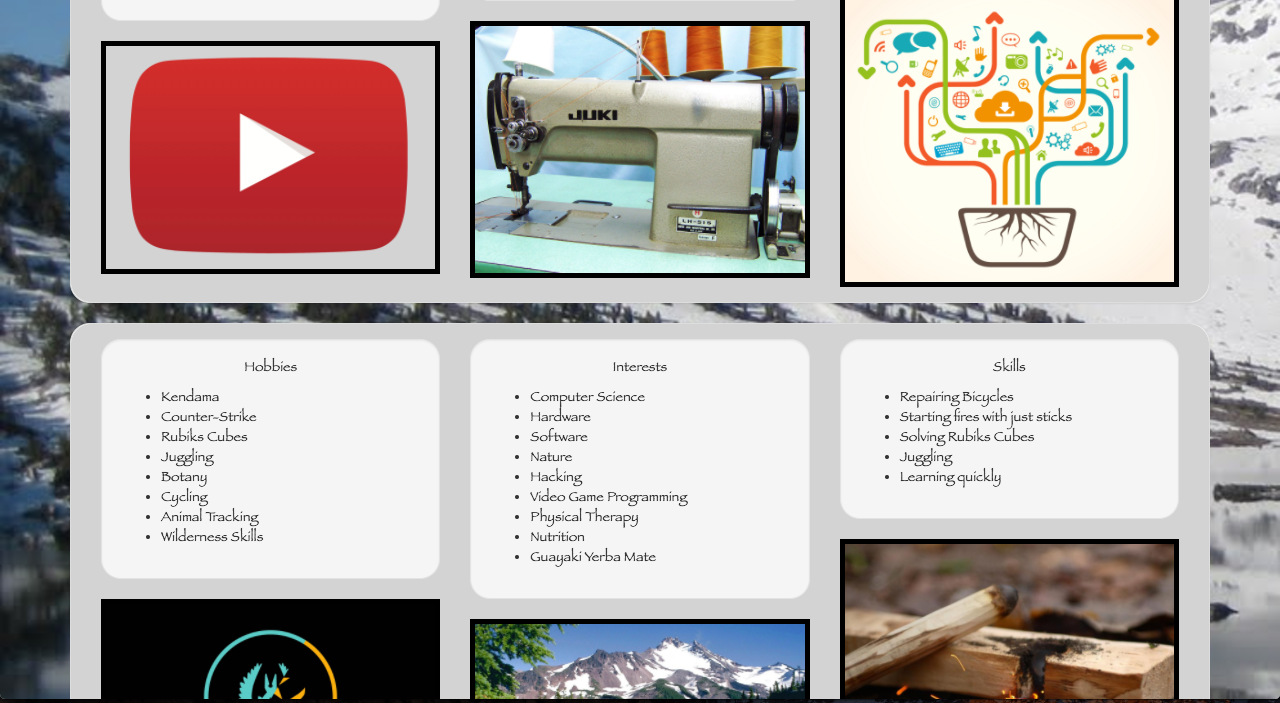 JUKI
LH-515
Hobbies
Kendama
Counter-Strike
Rubiks Cubes
Juggling
Botany
Cycling
Animal Tracking
Wilderness Skills
Interests
Computer Science
Hardware
Software
Nature
Hacking
Video Game Programming
Physical Therapy
Nutrition
Guayaki Yerba Mate
Skills
Repairing Bicycles
Starting fires with just sticks
Solving Rubiks Cubes
Juggling
Learning quickly